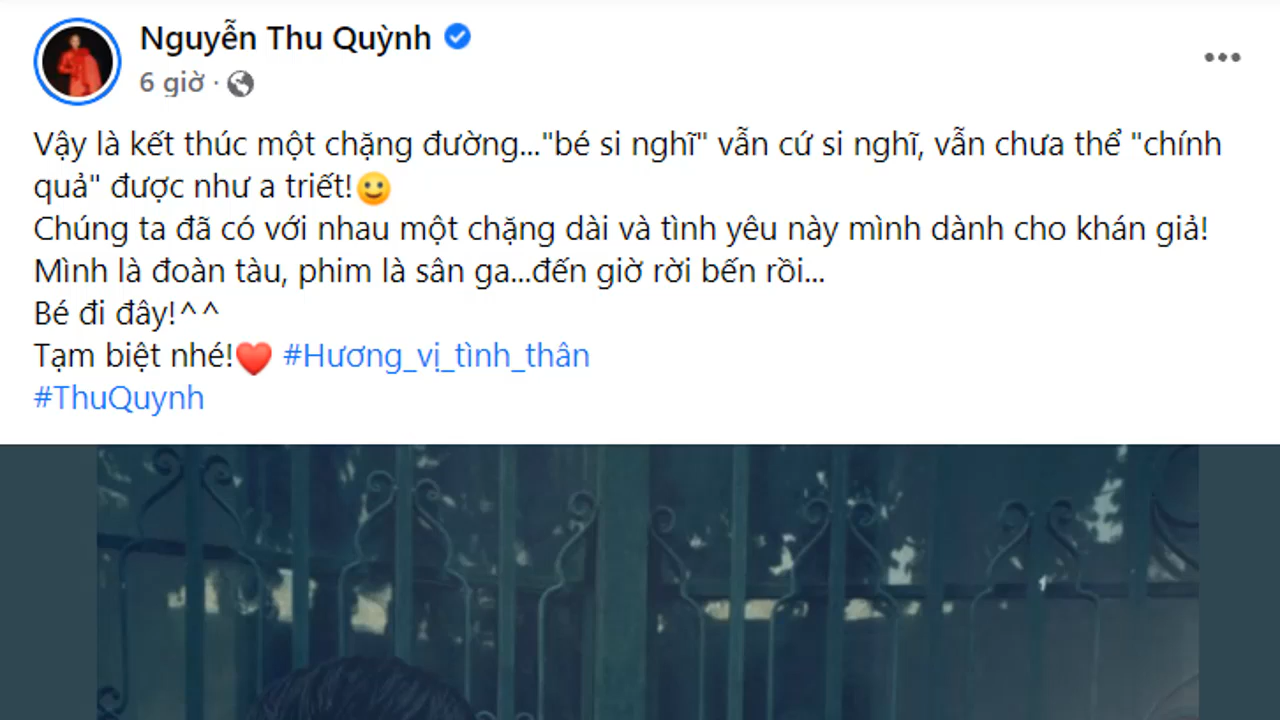 Nguyễn Thu Quỳnh
6 giờ ·
Vậy là kết thúc một chặng đường..."bé si nghĩ" vẫn cứ si nghĩ, vẫn chưa thể "chính
quả" được như a triết!🙂
Chúng ta đã có với nhau một chặng dài và tình yêu này mình dành cho khán giả!
Mình là đoàn tàu, phim là sân ga...đến giờ rời bến rồi...
Bé đi đây!^^
Tạm biệt nhé!❤️ #Hương_vị_tình_thân
#ThuQuynh